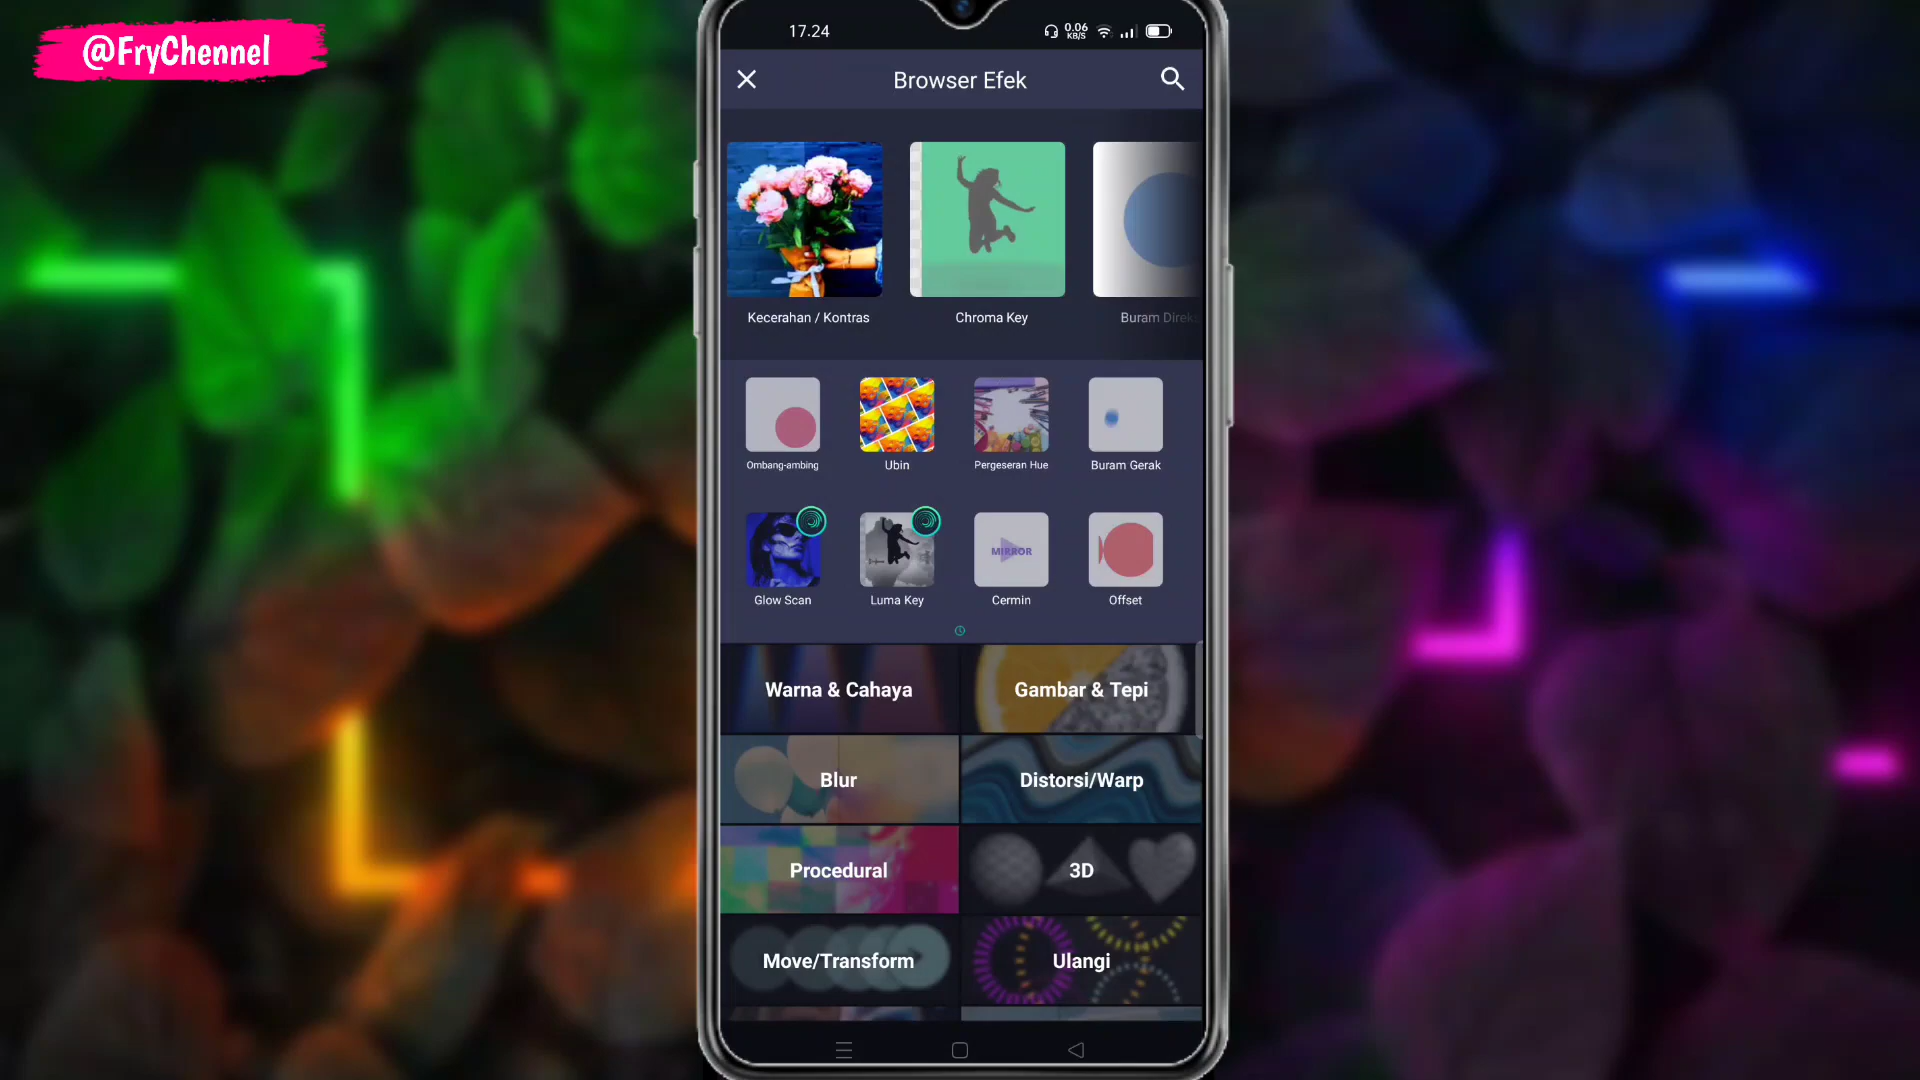 @FryChennel
17.24
0.06
KB/S
Browser Efek
Kecerahan / Kontras
Chroma Key
Buram Direk
Ombang-ambing
Ubin
Pergeseran Hue
Buram Gerak
MIRROR
Glow Scan
Luma Key
Cermin
Offset
Warna & Cahaya
Gambar & Tepi
Blur
Distorsi/Warp
Procedural
3D
Move/Transform
Ulangi